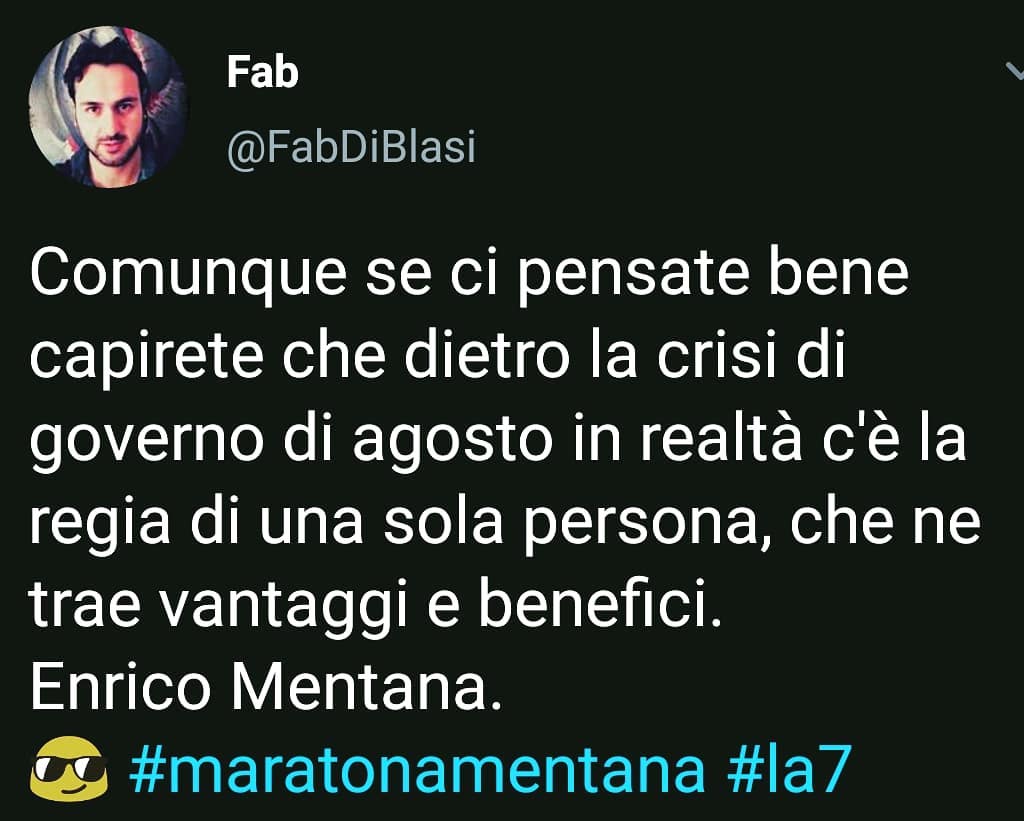 Fab
@FabDiBlasi
Comunque se ci pensate bene
capirete che dietro la crisi di
governo di agosto in realtà c'è la
regia di una sola persona, che ne
trae vantaggi e benefici.
Enrico Mentana.
😎 #maratonamentana #la7